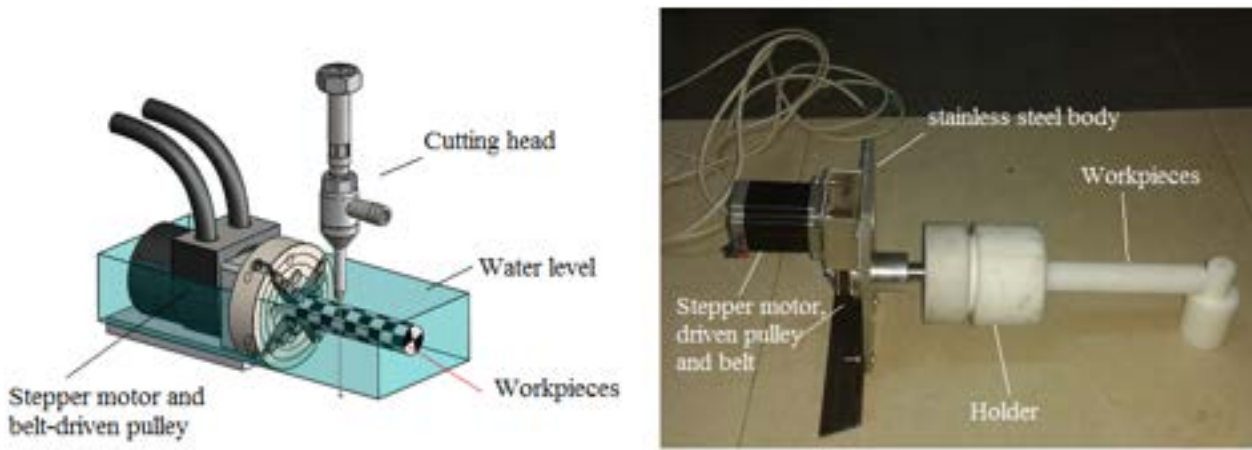 Cutting head
Water level
Workpieces
Stepper motor and
belt-driven pulley
stainless steel body
Workpieces
Stepper motor,
driven pulley
and belt
Holder